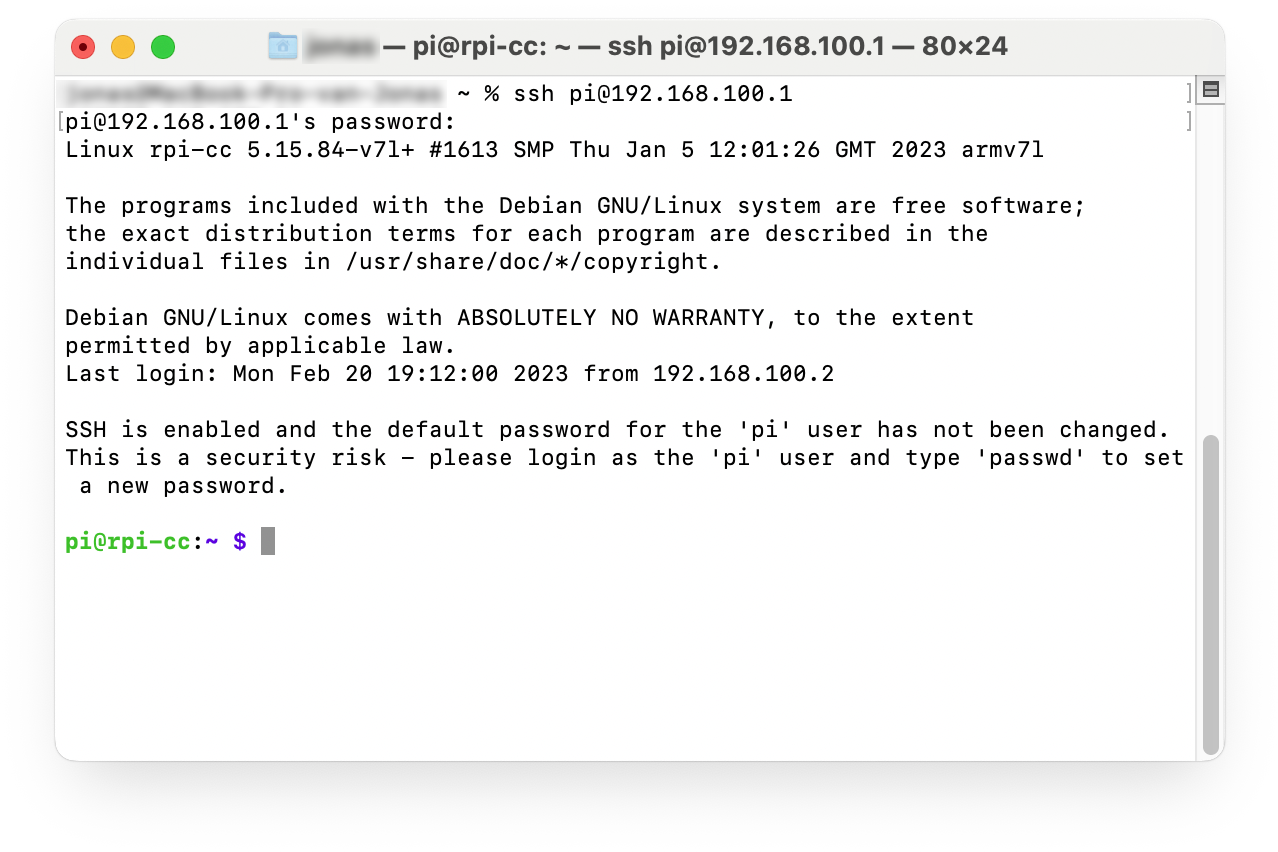 — pi@rpi-cc: ~ — ssh pi@192.168.100.1 — 80×24
~ % ssh pi@192.168.100.1
pi@192.168.100.1's password:
Linux rpi-cc 5.15.84-v7l+ #1613 SMP Thu Jan 5 12:01:26 GMT 2023 armv7l
The programs included with the Debian GNU/Linux system are free software;
the exact distribution terms for each program are described in the
individual files in /usr/share/doc/*/copyright.
Debian GNU/Linux comes with ABSOLUTELY NO WARRANTY, to the extent
permitted by applicable law.
Last login: Mon Feb 20 19:12:00 2023 from 192.168.100.2
SSH is enabled and the default password for the 'pi' user has not been changed.
This is a security risk - please login as the 'pi' user and type 'passwd' to set
 a new password.
pi@rpi-cc:~ $